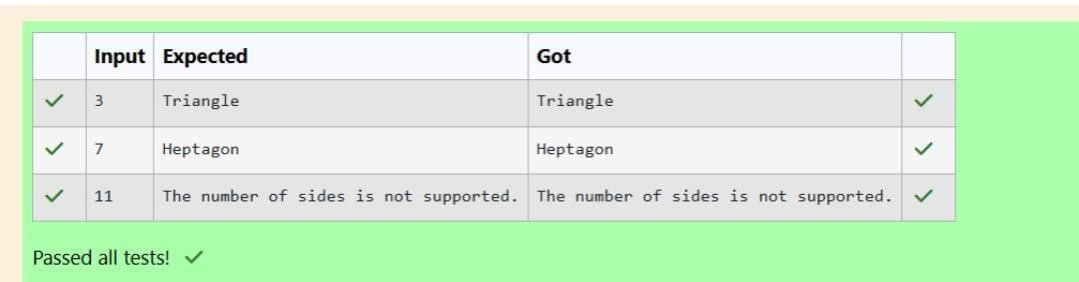 Input Expected Got
3 Triangle Triangle
7 Heptagon Heptagon
11 The number of sides is not supported. The number of sides is not supported.
Passed all tests!